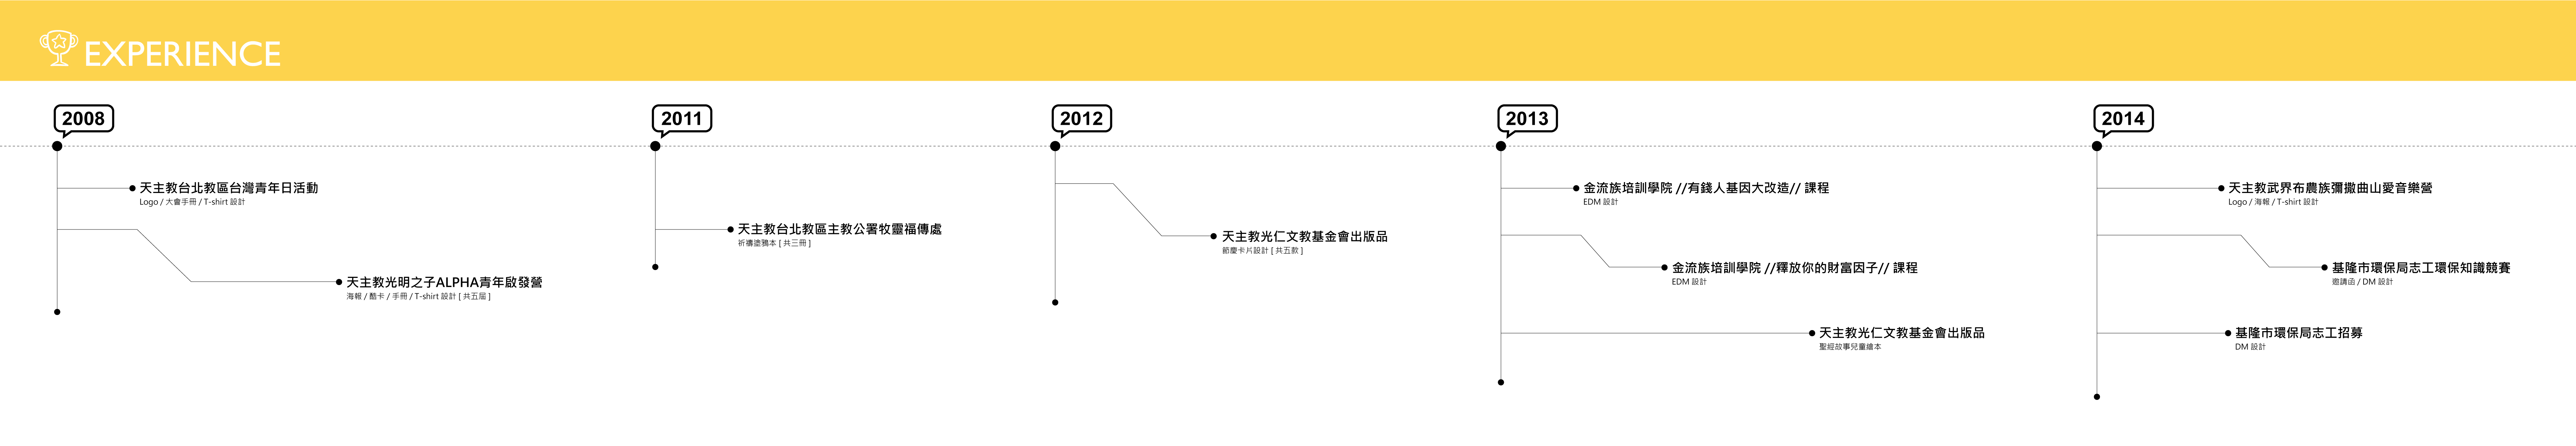 EXPERIENCE
2008
天主教台北教區台灣青年日活動
Logo / 大會手冊 / T-shirt 設計
天主教光明之子ALPHA青年啟發營
海報 / 酷卡 / 手冊 / T-shirt 設計 [ 共五屆 ]
2011
天主教台北教區主教公署牧靈福傳處
祈禱塗鴉本 [ 共三冊 ]
2012
天主教光仁文教基金會出版品
節慶卡片設計 [ 共五款 ]
2013
金流族培訓學院 //有錢人基因大改造// 課程
EDM 設計
金流族培訓學院 //釋放你的財富因子// 課程
EDM 設計
天主教光仁文教基金會出版品
聖經故事兒童繪本
2014
天主教武界布農族彌撒曲山愛音樂營
Logo / 海報 / T-shirt 設計
基隆市環保局志工環保知識競賽
邀請函 / DM 設計
基隆市環保局志工招募
DM 設計